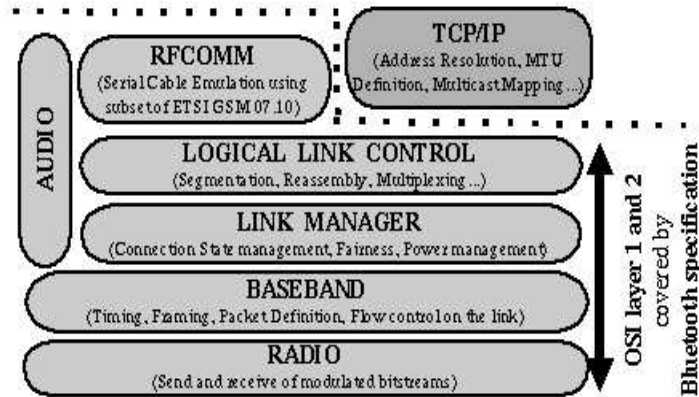 RFCOMM
(Serial Cable Emulation using
subset of ETSI GSM 07.10)
TCP/IP
(Address Resolution, MTU
Definition, Multicast Mapping...)
AUDIO
LOGICAL LINK CONTROL
(Segmentation, Reassembly, Multiplexing...)
LINK MANAGER
(Connection State management, Fairness, Power management)
BASEBAND
(Timing, Framing, Packet Definition, Flow control on the link)
RADIO
(Send and receive of modulated bitstreams)
OSI layer 1 and 2
covered by
Bluetooth specification